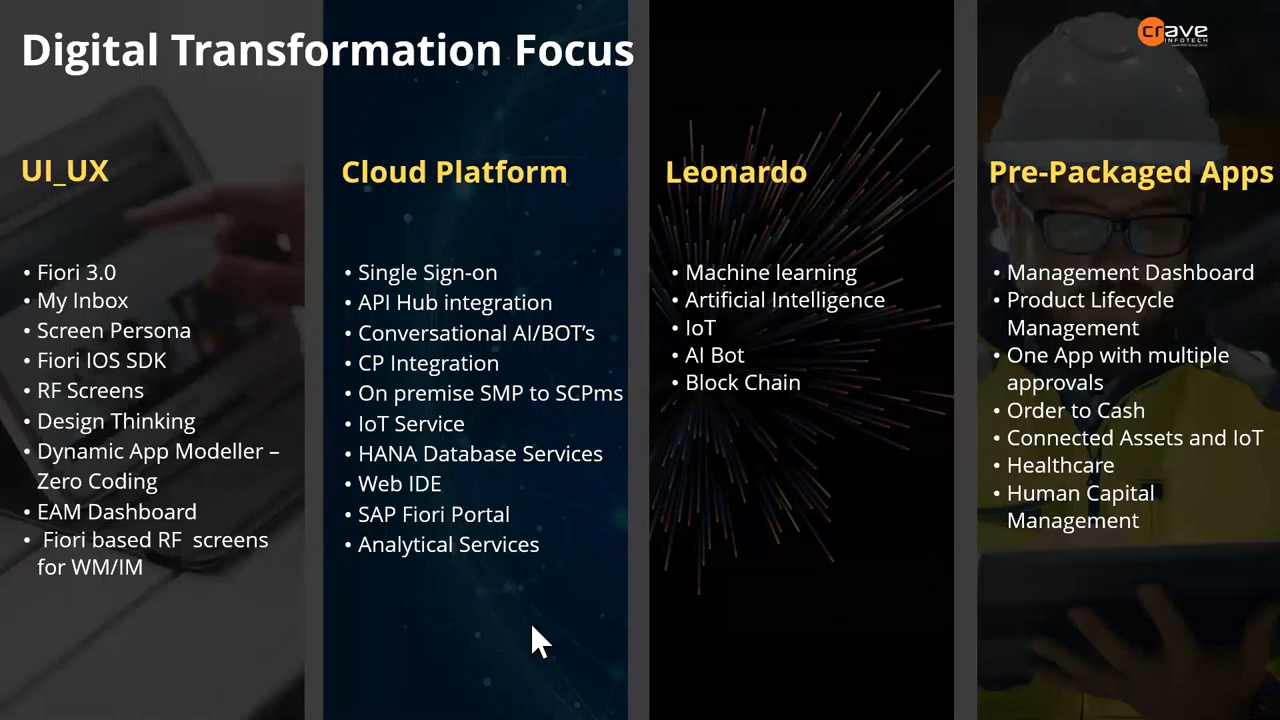 Digital Transformation Focus
crave
INFOTECH
UI_UX
• Fiori 3.0
• My Inbox
• Screen Persona
• Fiori IOS SDK
• RF Screens
• Design Thinking
• Dynamic App Modeller –
Zero Coding
• EAM Dashboard
• Fiori based RF screens
for WM/IM
Cloud Platform
• Single Sign-on
• API Hub integration
• Conversational AI/BOT’s
• CP Integration
• On premise SMP to SCPms
• IoT Service
• HANA Database Services
• Web IDE
• SAP Fiori Portal
• Analytical Services
Leonardo
• Machine learning
• Artificial Intelligence
• IoT
• AI Bot
• Block Chain
Pre-Packaged Apps
• Management Dashboard
• Product Lifecycle
Management
• One App with multiple
approvals
• Order to Cash
• Connected Assets and IoT
• Healthcare
• Human Capital
Management